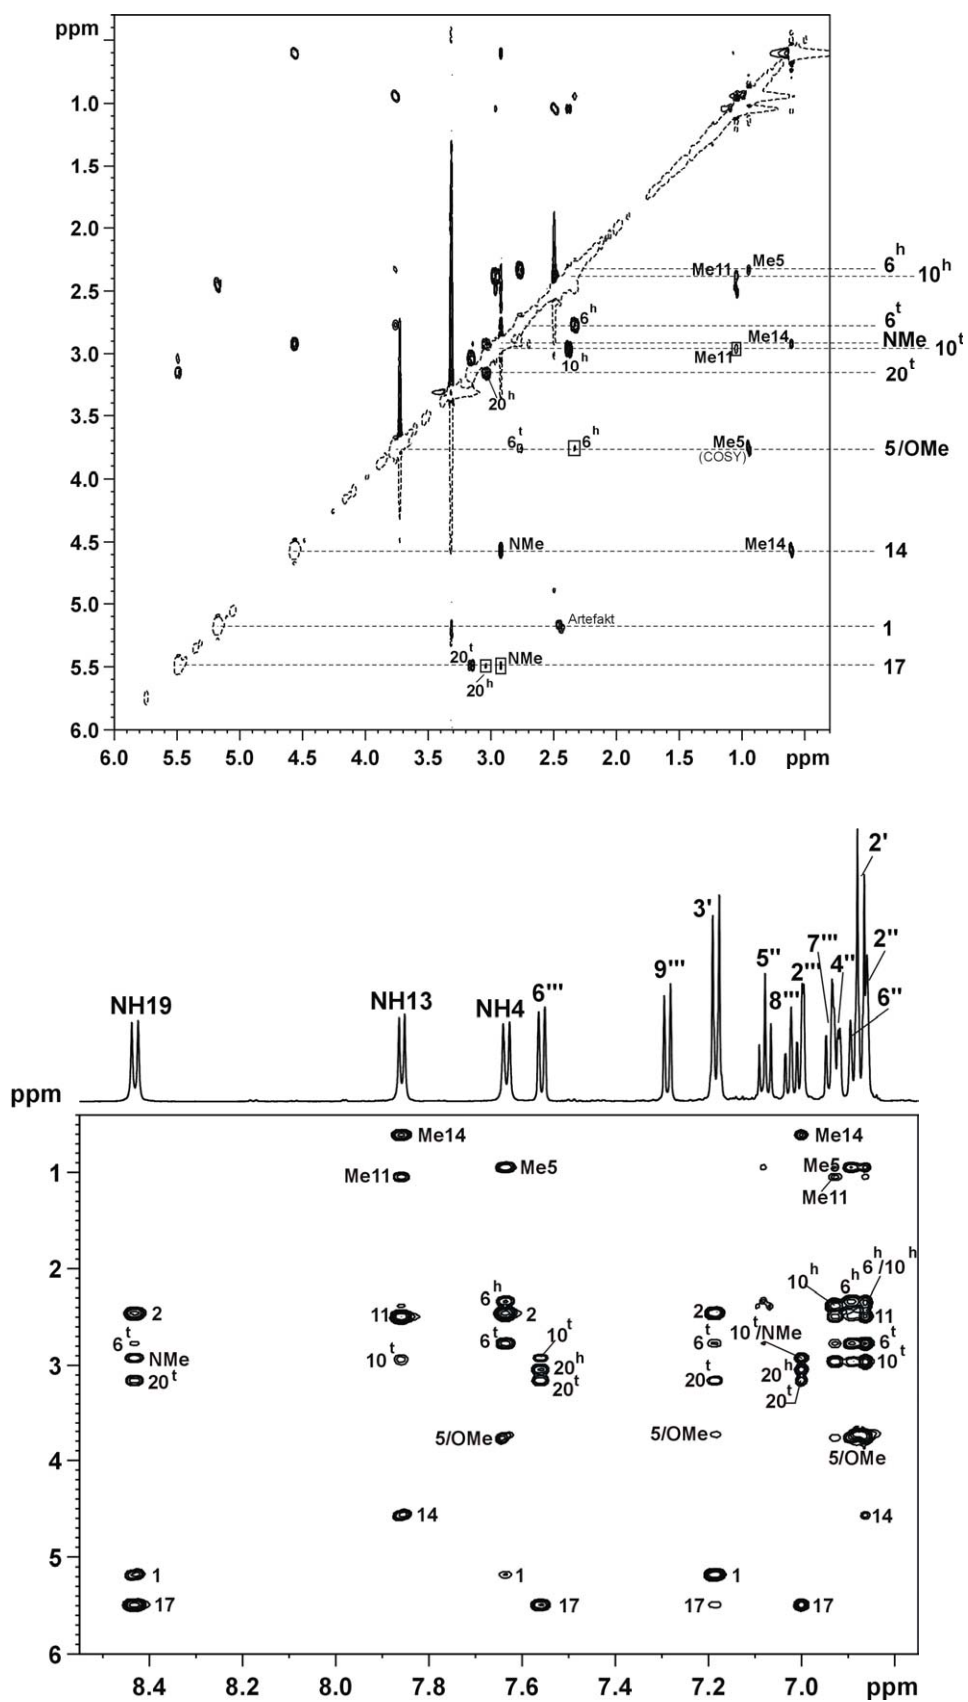 ppm
1.0
1.5
2.0
2.5
3.0
3.5
4.0
4.5
5.0
5.5
6.0
Me11 Me5 6h
10h
6h 6t
Me14 NMe
10h Me11 10t
20h 20t
6t 6h Me5 5/OMe
(COSY)
NMe Me14 14
Artefakt 1
20t NMe 17
20h
6.0 5.5 5.0 4.5 4.0 3.5 3.0 2.5 2.0 1.5 1.0 ppm
NH19 NH13 NH4 6''' 9''' 3' 5'' 8''' 2''' 7''' 4'' 6'' 2'' 2'
ppm
1
2
3
4
5
6
Me14 Me14
Me11 Me5 Me5
Me11
6h 10h 6h 6h/10h
2 11 2 2 11
6t 10t 6t 10t 6t 10t/NMe 6t
NMe 20h 10t
20t 20t 20t 20h
20t
5/OMe 5/OMe 5/OMe
14 14
1 1 1
17 17 17 17
8.4 8.2 8.0 7.8 7.6 7.4 7.2 7.0 ppm